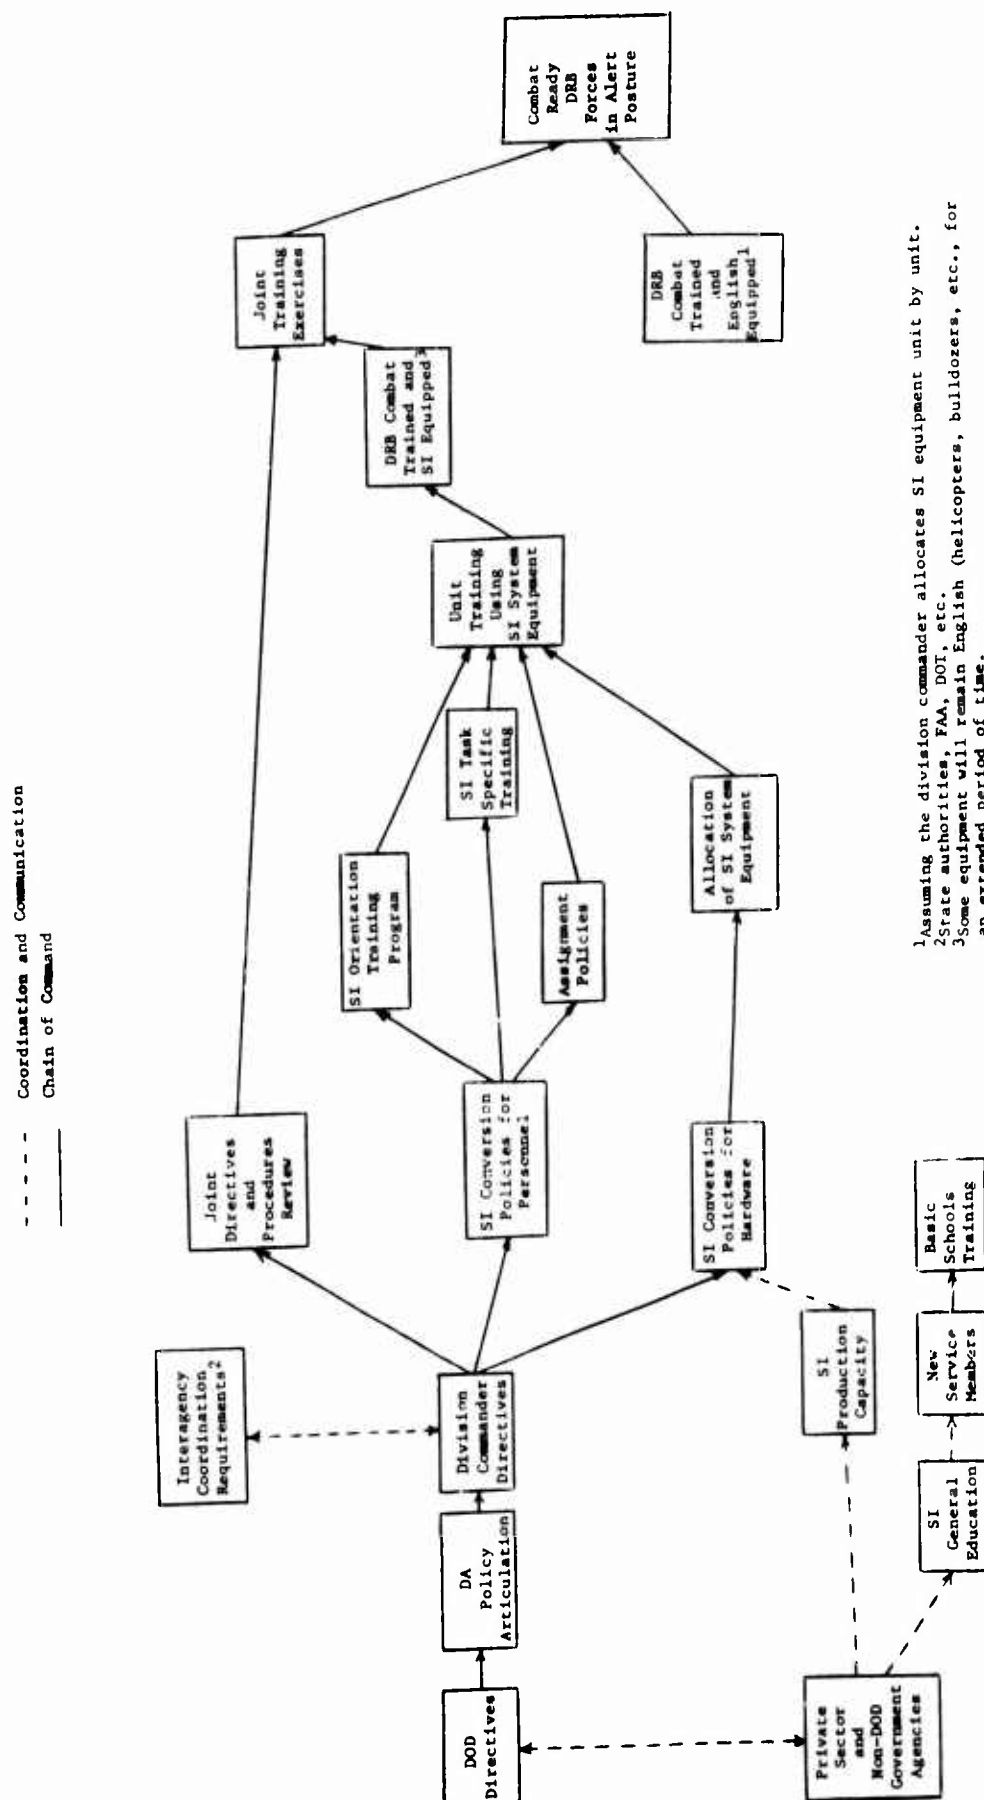 - - - - Coordination and Communication
Chain of Command
Interagency
Coordination
Requirements2
Joint
Directives
and
Procedures
Review
Joint
Training
Exercises
DOD
Directives
DA
Policy
Articulation
Division
Commander
Directives
SI Conversion
Policies for
Personnel
SI Orientation
Training
Program
SI Task
Specific
Training
Assignment
Policies
Unit
Training
Using
SI System
Equipment
DRB Combat
Trained and
SI Equipped3
Combat
Ready
DRB
Forces
in Alert
Posture
Private
Sector
and
Non-DOD
Government
Agencies
SI
Production
Capacity
SI Conversion
Policies for
Hardware
Allocation
of SI System
Equipment
DRB
Combat
Trained
and
English
Equipped1
SI
General
Education
New
Service
Members
Basic
Schools
Training
1Assuming the division commander allocates SI equipment unit by unit.
2State authorities, FAA, DOT, etc.
3Some equipment will remain English (helicopters, bulldozers, etc., for
an extended period of time.